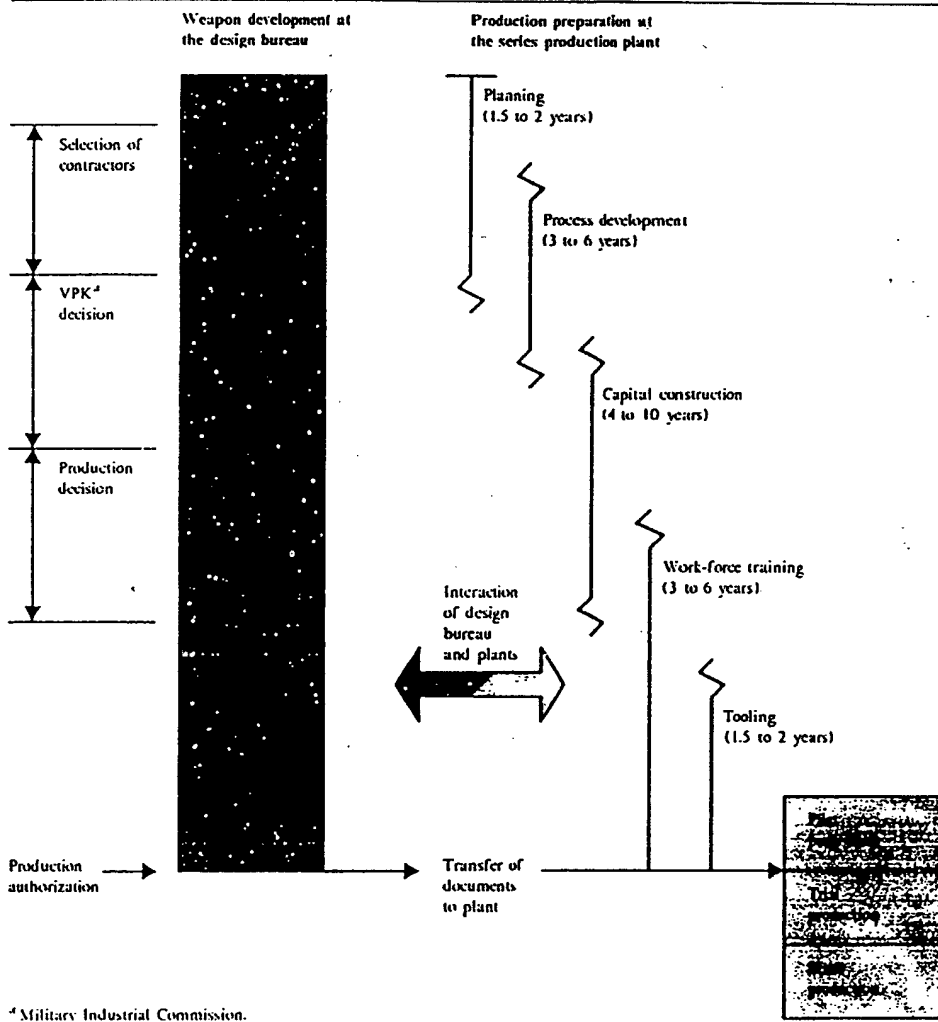 Weapon development at
the design bureau
Production preparation at
the series production plant
Planning
(1.5 to 2 years)
Selection of
contractors
Process development
(3 to 6 years)
VPKᵃ
decision
Capital construction
(4 to 10 years)
Production
decision
Work-force training
(3 to 6 years)
Interaction
of design
bureau
and plants
Tooling
(1.5 to 2 years)
Production
authorization
Transfer of
documents
to plant
production
production
ᵃ Military Industrial Commission.